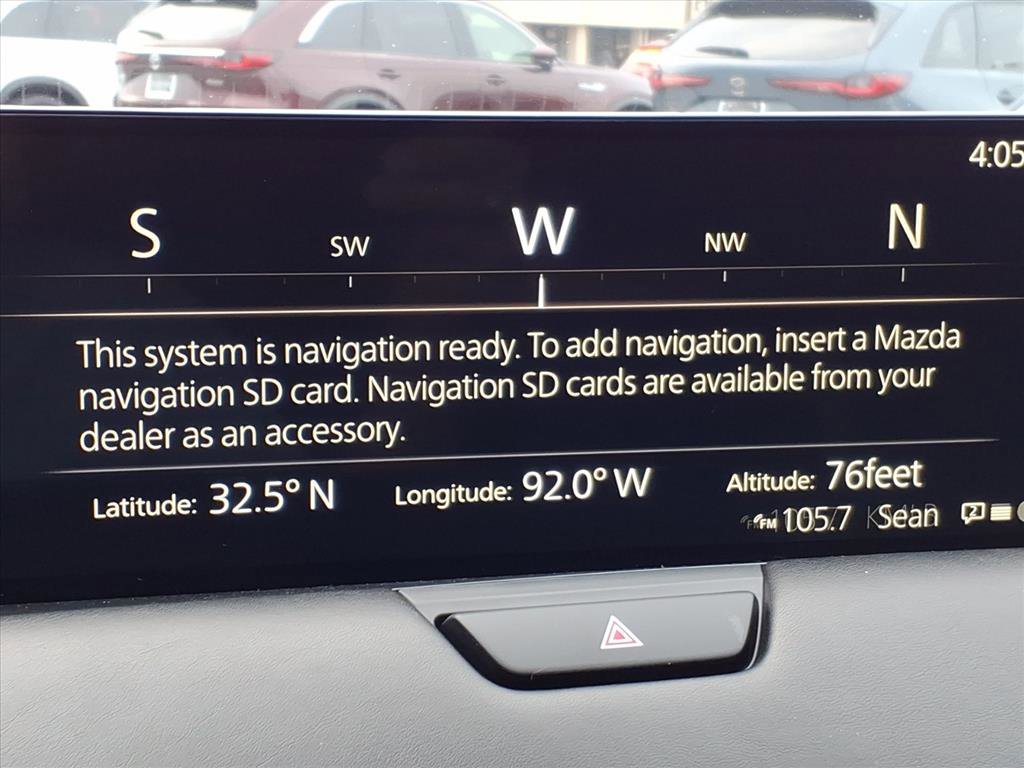 4:05
S SW W NW N
This system is navigation ready. To add navigation, insert a Mazda
navigation SD card. Navigation SD cards are available from your
dealer as an accessory.
Latitude: 32.5° N Longitude: 92.0° W Altitude: 76feet
FM 105.7 Sean 2